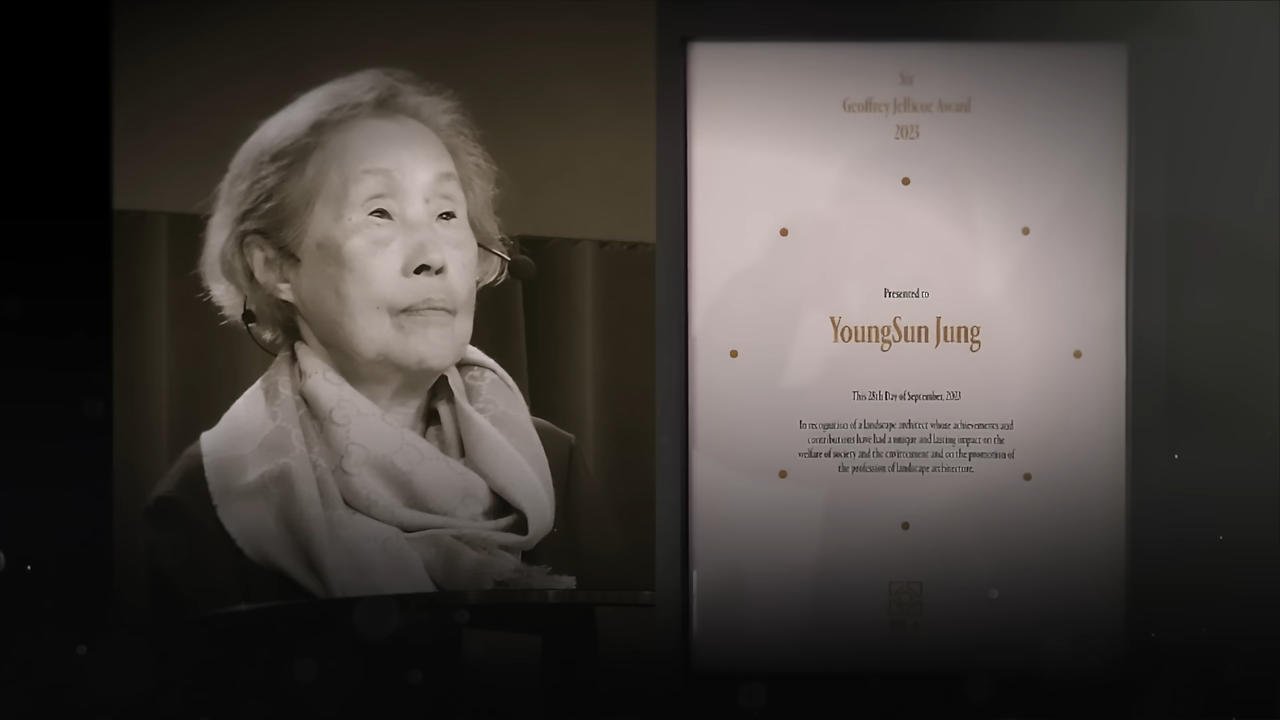 Sir
Geoffrey Jellicoe Award
2023
Presented to
YoungSun Jung
This 28th Day of September, 2023
In recognition of a landscape architect whose achievements and
contributions have had a unique and lasting impact on the
welfare of society and the environment and on the promotion of
the profession of landscape architecture.